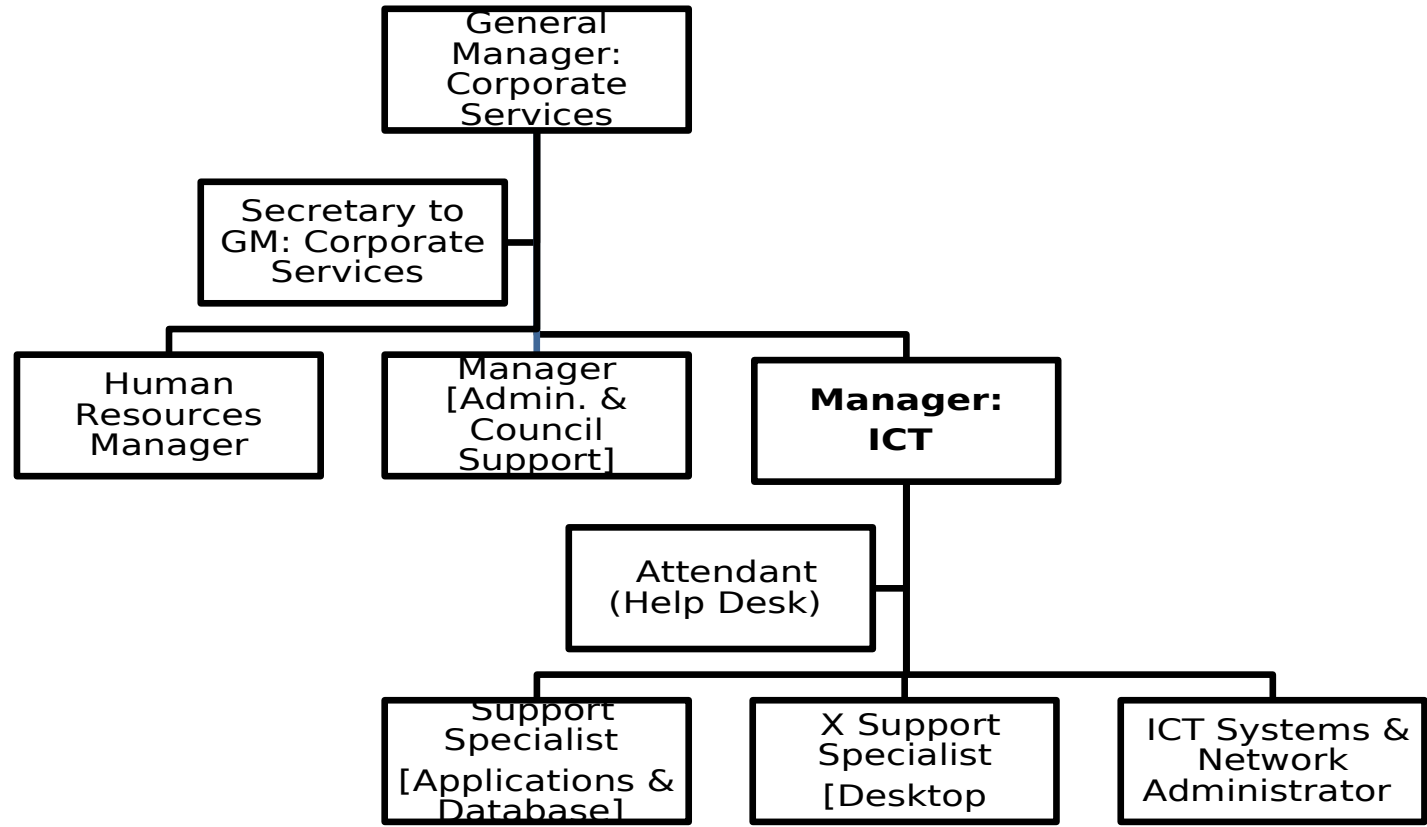 General
Manager:
Corporate
Services
Secretary to
GM: Corporate
Services
Human
Resources
Manager
Manager
[Admin. &
Council
Support]
Manager:
ICT
Attendant
(Help Desk)
Support
Specialist
[Applications &
Database]
X Support
Specialist
[Desktop
ICT Systems &
Network
Administrator